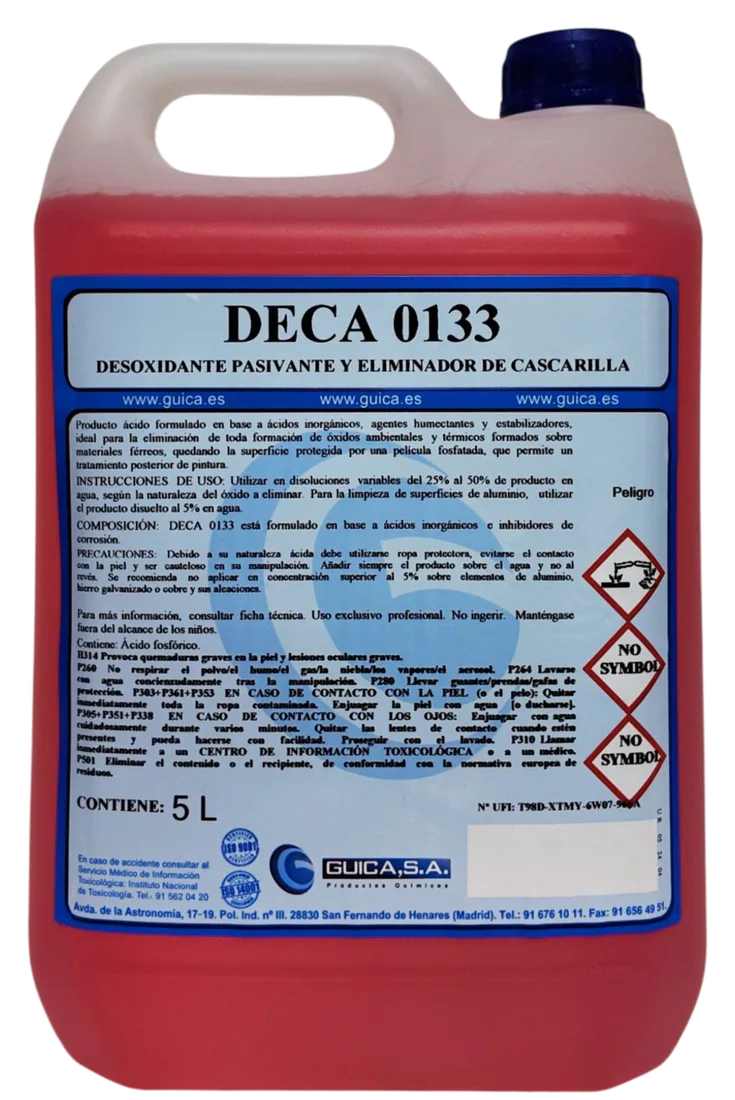 DECA 0133
DESOXIDANTE PASIVANTE Y ELIMINADOR DE CASCARILLA
www.guica.es www.guica.es www.guica.es
Producto ácido formulado en base a ácidos inorgánicos, agentes humectantes y estabilizadores,
ideal para la eliminación de toda formación de óxidos ambientales y térmicos formados sobre
materiales férreos, quedando la superficie protegida por una película fosfatada, que permite un
tratamiento posterior de pintura.
INSTRUCCIONES DE USO: Utilizar en disoluciones variables del 25% al 50% de producto en
agua, según la naturaleza del óxido a eliminar. Para la limpieza de superficies de aluminio, utilizar
el producto disuelto al 5% en agua.
COMPOSICIÓN: DECA 0133 está formulado en base a ácidos inorgánicos e inhibidores de
corrosión.
PRECAUCIONES: Debido a su naturaleza ácida debe utilizarse ropa protectora, evitarse el contacto
con la piel y ser cauteloso en su manipulación. Añadir siempre el producto sobre el agua y no al
revés. Se recomienda no aplicar en concentración superior al 5% sobre elementos de aluminio,
hierro galvanizado o cobre y sus aleaciones.
Para más información, consultar ficha técnica. Uso exclusivo profesional. No ingerir. Manténgase
fuera del alcance de los niños.
Contiene: Ácido fosfórico.
H314 Provoca quemaduras graves en la piel y lesiones oculares graves.
P260 No respirar el polvo/el humo/el gas/la niebla/los vapores/el aerosol. P264 Lavarse
con agua concienzudamente tras la manipulación. P280 Llevar guantes/prendas/gafas de
protección. P303+P361+P353 EN CASO DE CONTACTO CON LA PIEL (o el pelo): Quitar
inmediatamente toda la ropa contaminada. Enjuagar la piel con agua [o ducharse].
P305+P351+P338 EN CASO DE CONTACTO CON LOS OJOS: Enjuagar con agua
cuidadosamente durante varios minutos. Quitar las lentes de contacto cuando estén
presentes y pueda hacerse con facilidad. Proseguir con el lavado. P310 Llamar
inmediatamente a un CENTRO DE INFORMACIÓN TOXICOLÓGICA o a un médico.
P501 Eliminar el contenido o el recipiente, de conformidad con la normativa europea de
residuos.
Peligro
NO
SYMBOL
NO
SYMBOL
CONTIENE: 5 L
Nº UFI: T98D-XTMY-6W07-
En caso de accidente consultar al
Servicio Médico de Información
Toxicológica: Instituto Nacional
de Toxicología. Tel.: 91 562 04 20
ISO 9001
ISO 14001
GUICA,S.A.
Productos Químicos
Avda. de la Astronomía, 17-19. Pol. Ind. nº III. 28830 San Fernando de Henares (Madrid). Tel.: 91 676 10 11. Fax: 91 656 49 51.